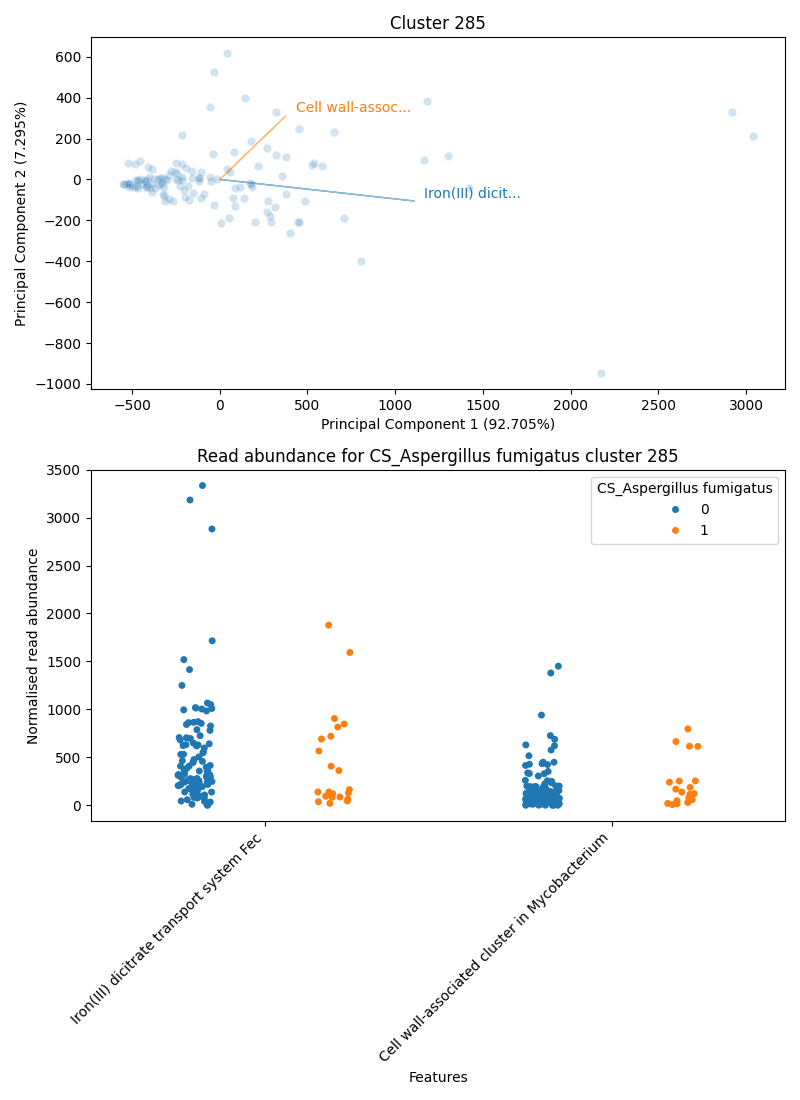 Cluster 285
Principal Component 2 (7.295%)
600
400
200
0
−200
−400
−600
−800
−1000
Cell wall-assoc...
Iron(III) dicit...
−500
0
500
1000
1500
2000
2500
3000
Principal Component 1 (92.705%)
Read abundance for CS_Aspergillus fumigatus cluster 285
Normalised read abundance
3500
3000
2500
2000
1500
1000
500
0
CS_Aspergillus fumigatus
0
1
Iron(III) dicitrate transport system Fec
Cell wall-associated cluster in Mycobacterium
Features